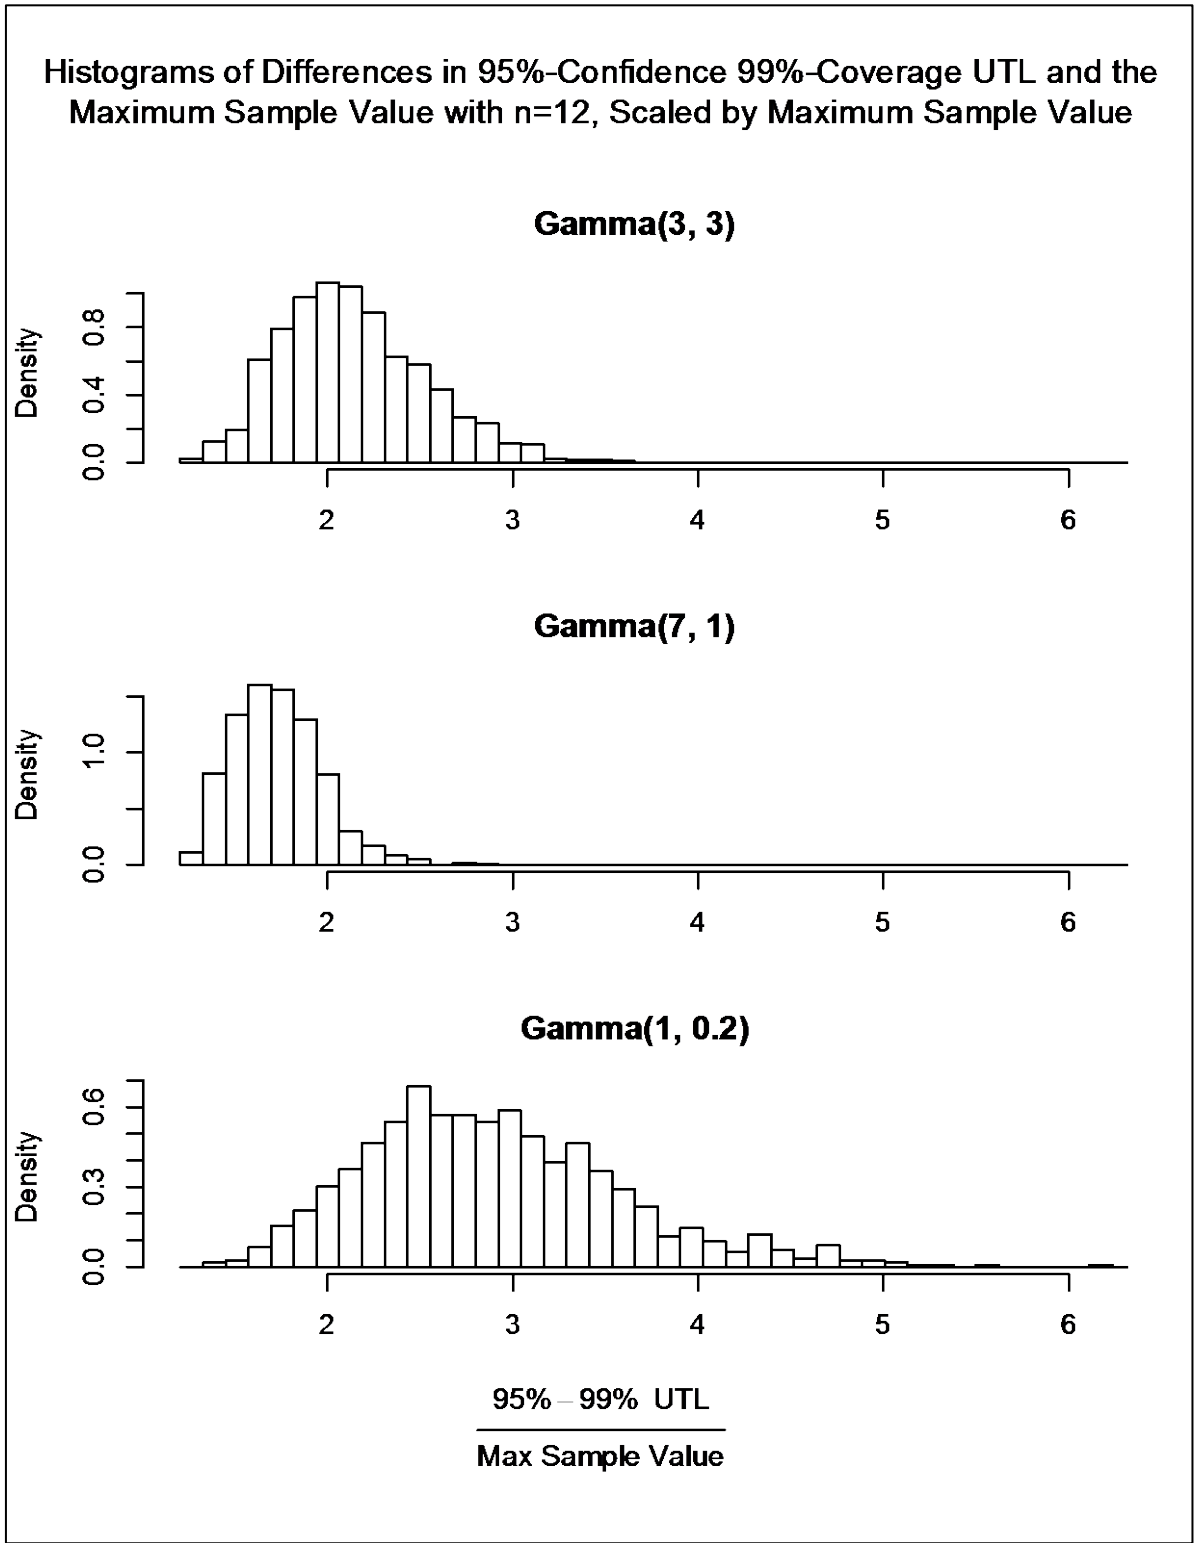 Histograms of Differences in 95%-Confidence 99%-Coverage UTL and the
Maximum Sample Value with n=12, Scaled by Maximum Sample Value
Gamma(3, 3)
Density
0.8
0.4
0.0
2 3 4 5 6
Gamma(7, 1)
Density
1.0
0.0
2 3 4 5 6
Gamma(1, 0.2)
Density
0.6
0.3
0.0
2 3 4 5 6
95% – 99% UTL
Max Sample Value